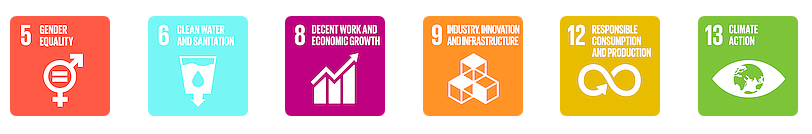 5 GENDER
EQUALITY
6 CLEAN WATER
AND SANITATION
8 DECENT WORK AND
ECONOMIC GROWTH
9 INDUSTRY, INNOVATION
AND INFRASTRUCTURE
12 RESPONSIBLE
CONSUMPTION
AND PRODUCTION
13 CLIMATE
ACTION